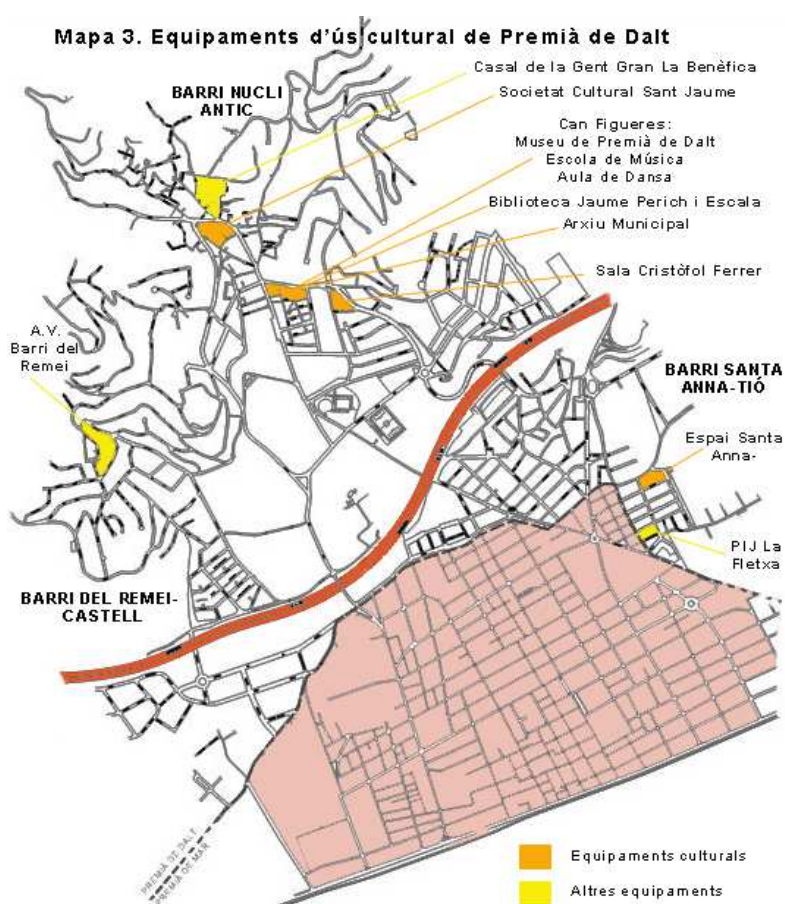 Mapa 3. Equipaments d'ús cultural de Premià de Dalt
Casal de la Gent Gran La Benèfica
BARRI NUCLI
ANTIC
Societat Cultural Sant Jaume
Can Figueres:
Museu de Premià de Dalt
Escola de Música
Aula de Dansa
Biblioteca Jaume Perich i Escala
Arxiu Municipal
Sala Cristòfol Ferrer
A.V.
Barri del
Remei
BARRI SANTA
ANNA-TIÓ
Espai Santa
Anna-
PIJ La
Fletxa
BARRI DEL REMEI-
CASTELL
PREMIÀ DE DALT
PREMIÀ DE MAR
Equipaments culturals
Altres equipaments